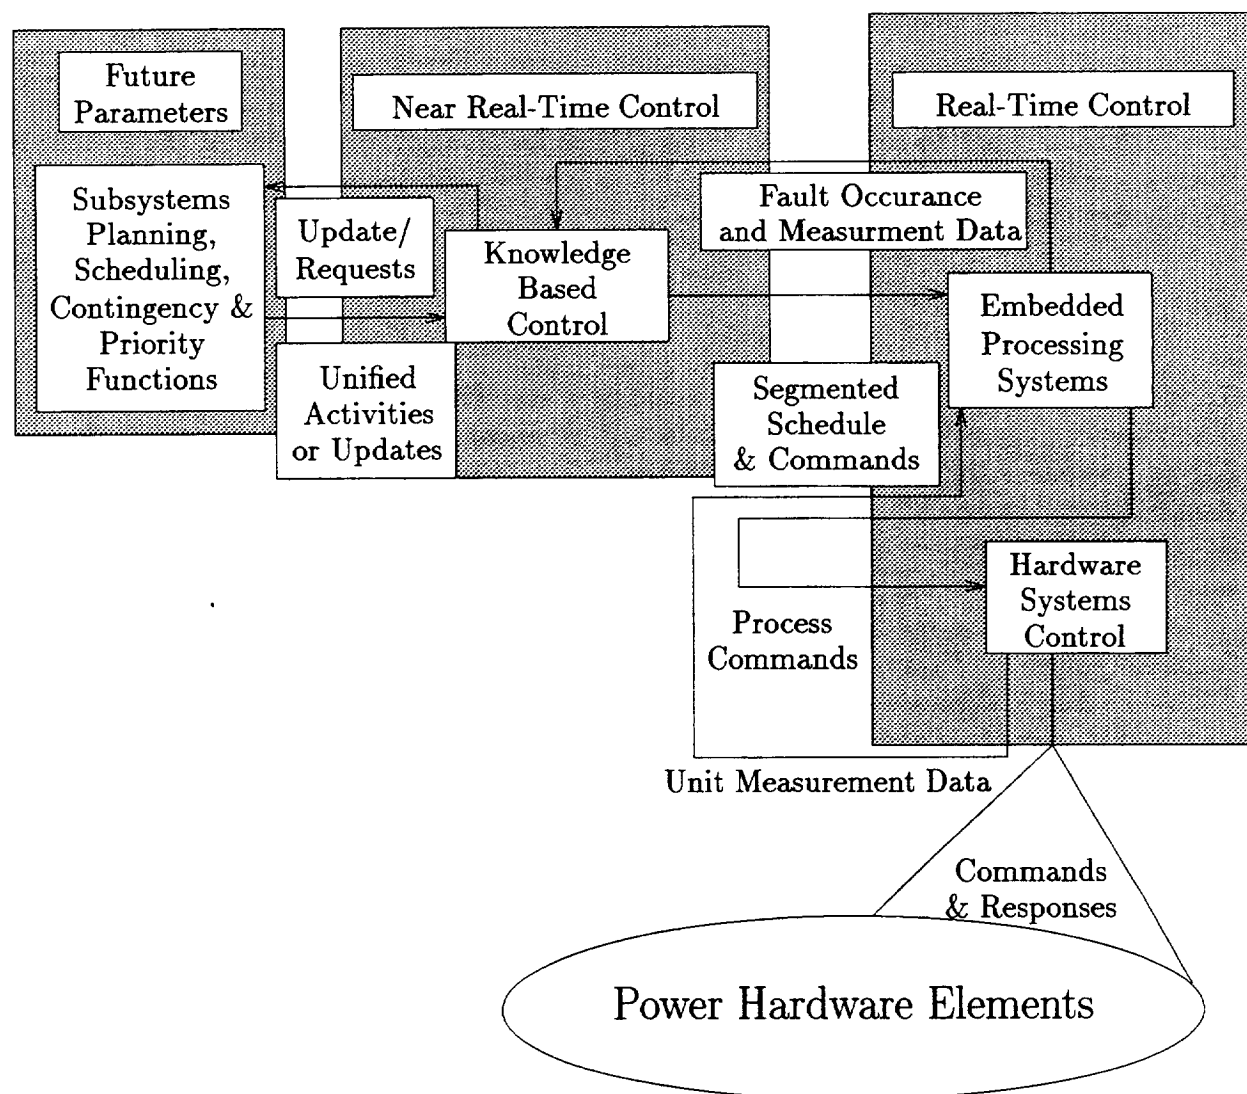 Future
Parameters
Near Real-Time Control
Real-Time Control
Subsystems
Planning,
Scheduling,
Contingency &
Priority
Functions
Update/
Requests
Knowledge
Based
Control
Fault Occurance
and Measurment Data
Embedded
Processing
Systems
Unified
Activities
or Updates
Segmented
Schedule
& Commands
Hardware
Systems
Control
Process
Commands
Unit Measurement Data
Commands
& Responses
Power Hardware Elements